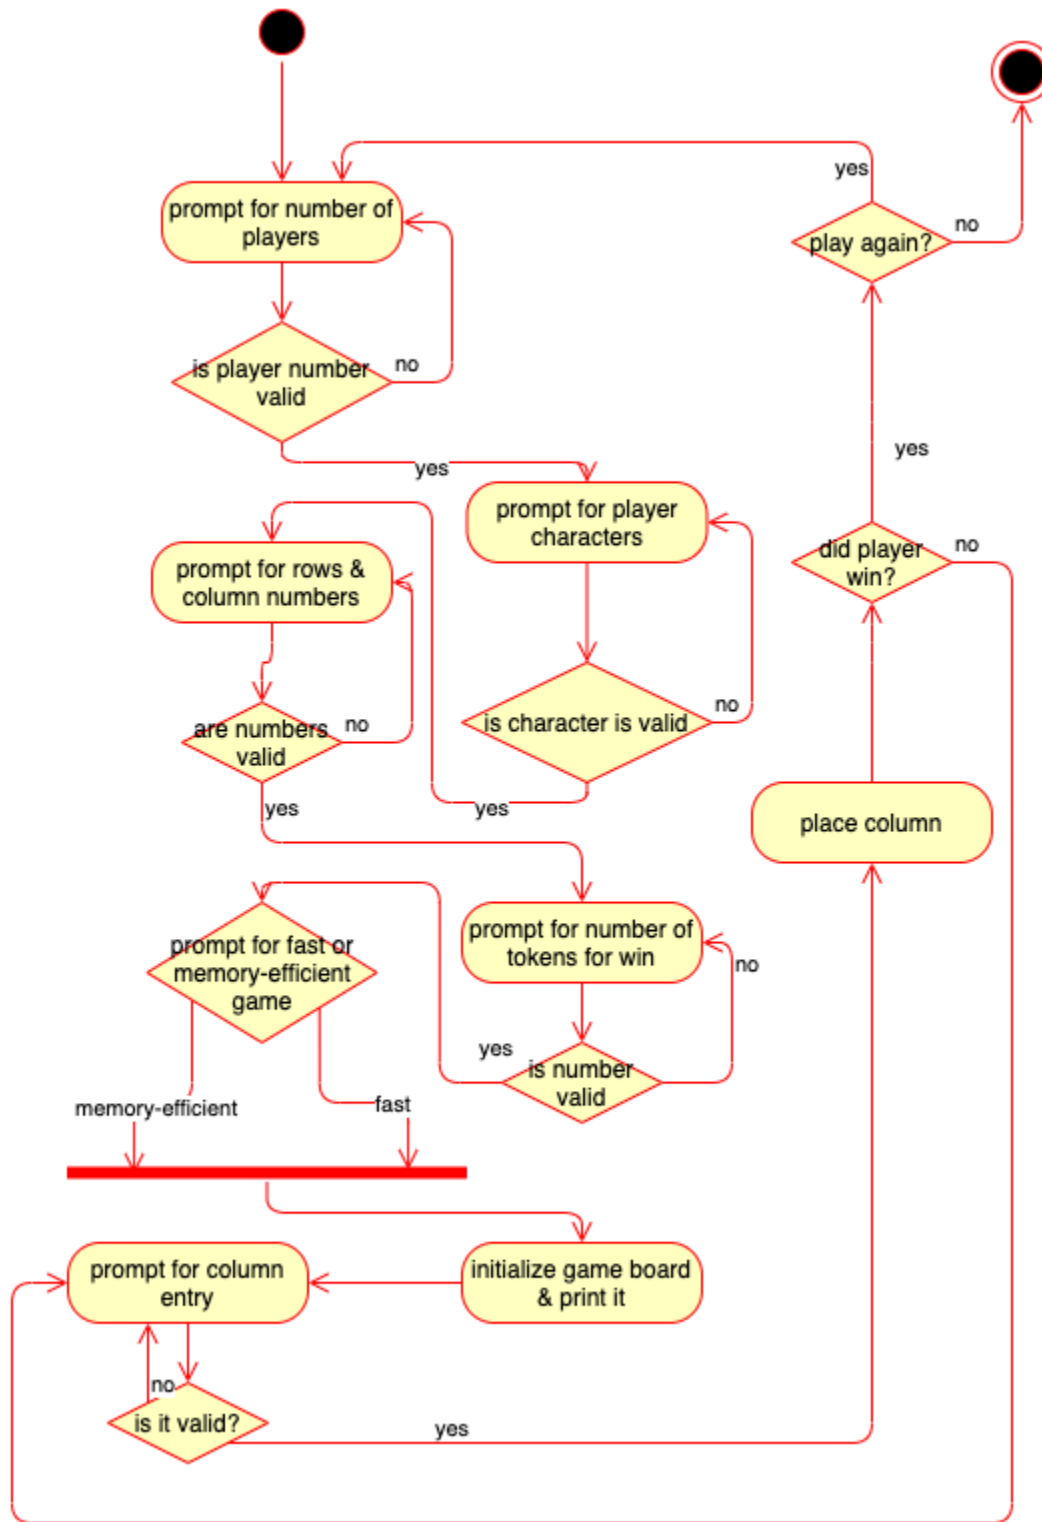 prompt for number of
players
is player number
valid
no
yes
prompt for player
characters
is character is valid
no
yes
prompt for rows &
column numbers
are numbers
valid
no
yes
prompt for number of
tokens for win
no
is number
valid
yes
prompt for fast or
memory-efficient
game
memory-efficient
fast
initialize game board
& print it
prompt for column
entry
no
is it valid?
yes
place column
did player
win?
no
yes
play again?
no
yes